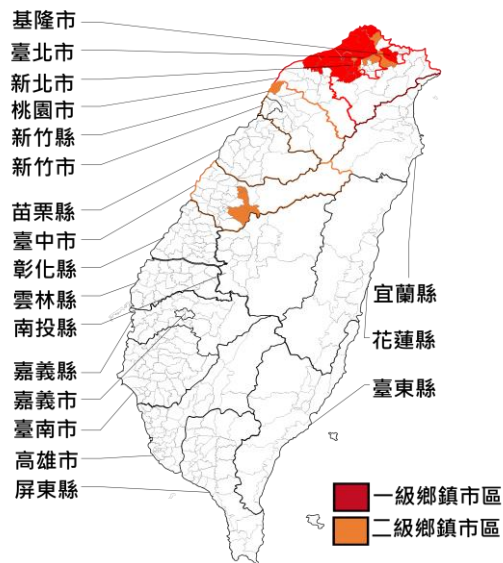 基隆市
臺北市
新北市
桃園市
新竹縣
新竹市
苗栗縣
臺中市
彰化縣
雲林縣
南投縣
嘉義縣
嘉義市
臺南市
高雄市
屏東縣
宜蘭縣
花蓮縣
臺東縣
一級鄉鎮市區
二級鄉鎮市區